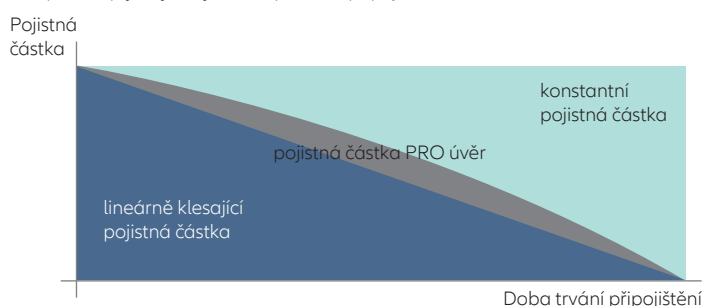 Pojistná
částka
konstantní
pojistná částka
pojistná částka PRO úvěr
lineárně klesající
pojistná částka
Doba trvání připojištění